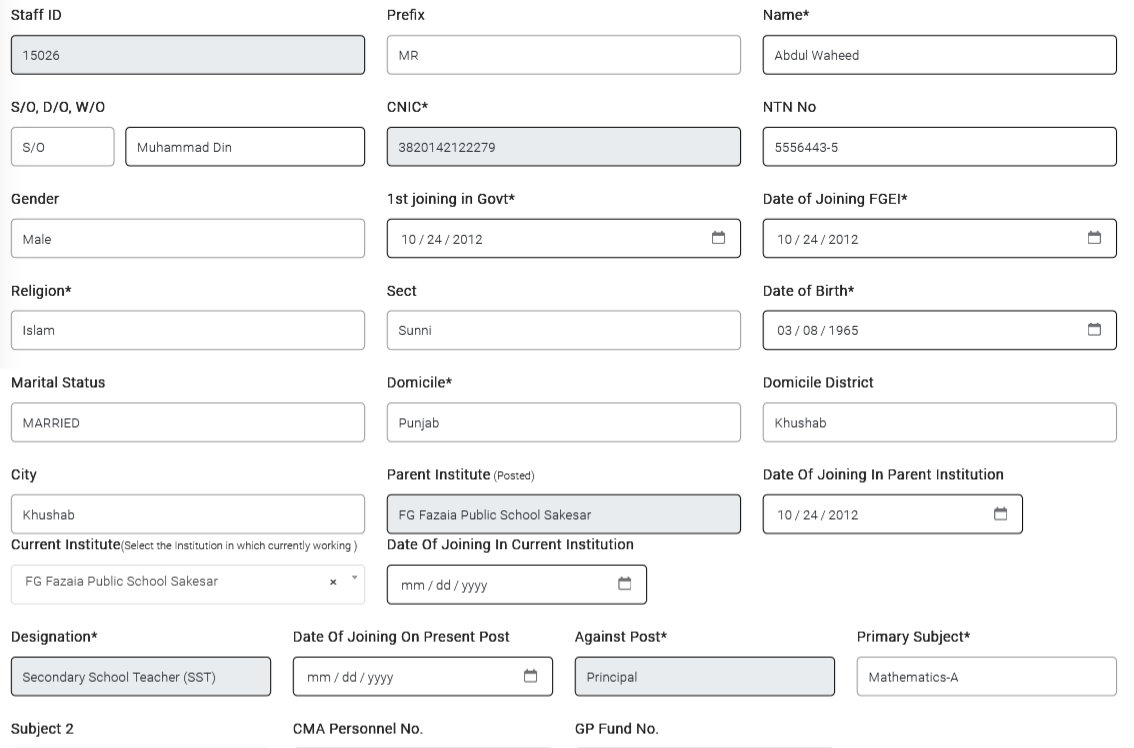 Staff ID Prefix Name*
15026 MR Abdul Waheed
S/O, D/O, W/O CNIC* NTN No
S/O Muhammad Din 3820142122279 5556443-5
Gender 1st joining in Govt* Date of Joining FGEI*
Male 10 / 24 / 2012 10 / 24 / 2012
Religion* Sect Date of Birth*
Islam Sunni 03 / 08 / 1965
Marital Status Domicile* Domicile District
MARRIED Punjab Khushab
City Parent Institute (Posted) Date Of Joining In Parent Institution
Khushab FG Fazaia Public School Sakesar 10 / 24 / 2012
Current Institute(Select the Institution in which currently working ) Date Of Joining In Current Institution
FG Fazaia Public School Sakesar × mm / dd / yyyy
Designation* Date Of Joining On Present Post Against Post* Primary Subject*
Secondary School Teacher (SST) mm / dd / yyyy Principal Mathematics-A
Subject 2 CMA Personnel No. GP Fund No.